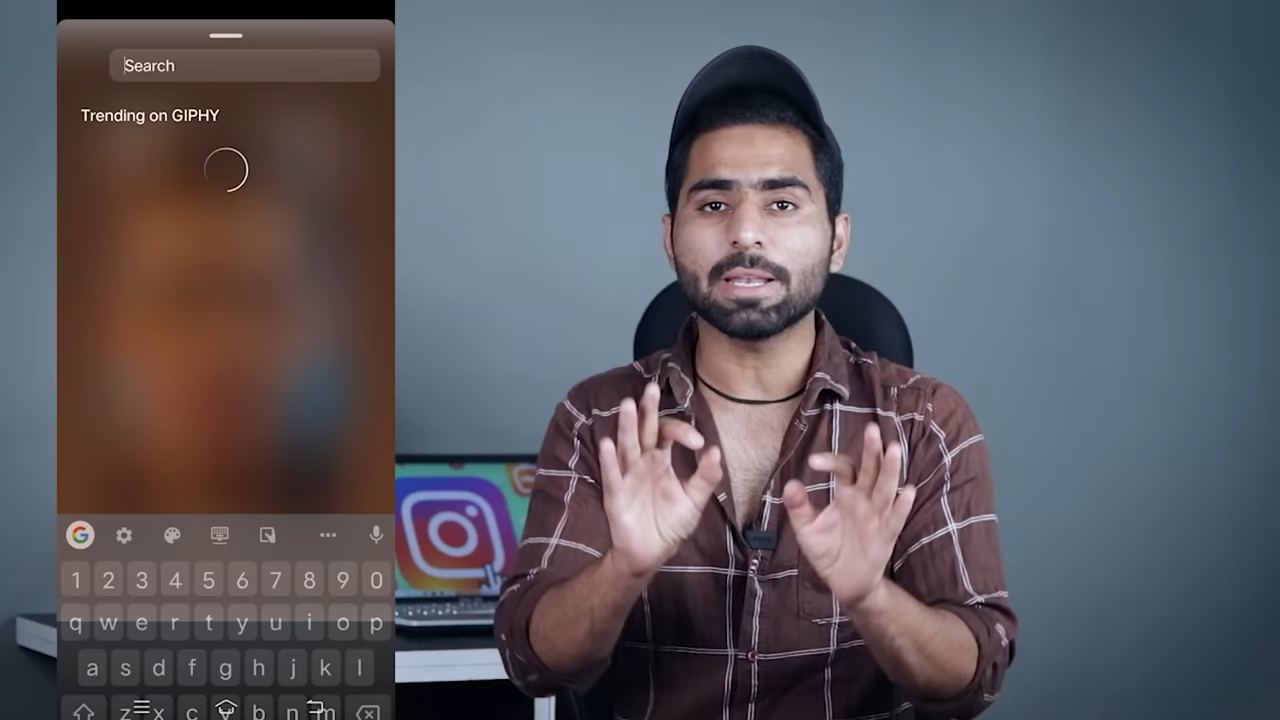 Search
Trending on GIPHY
1 2 3 4 5 6 7 8 9 0
q w e r t y u i o p
a s d f g h j k l
z x c v b n m